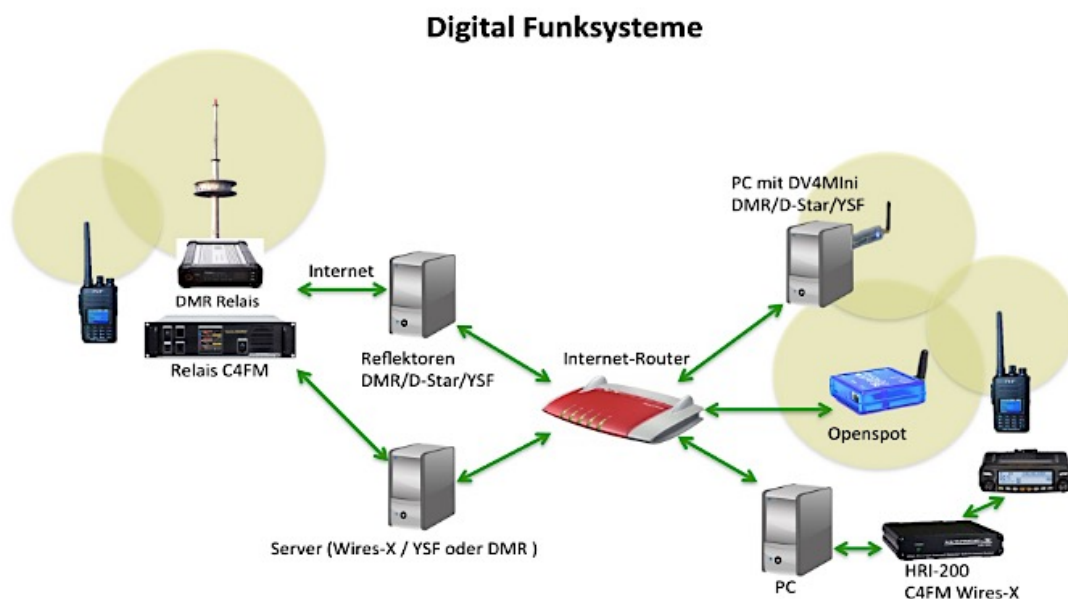 Digital Funksysteme
PC mit DV4MIni
DMR/D-Star/YSF
Internet
DMR Relais
Relais C4FM
Reflektoren
DMR/D-Star/YSF
Internet-Router
Openspot
Server (Wires-X / YSF oder DMR )
PC
HRI-200
C4FM Wires-X